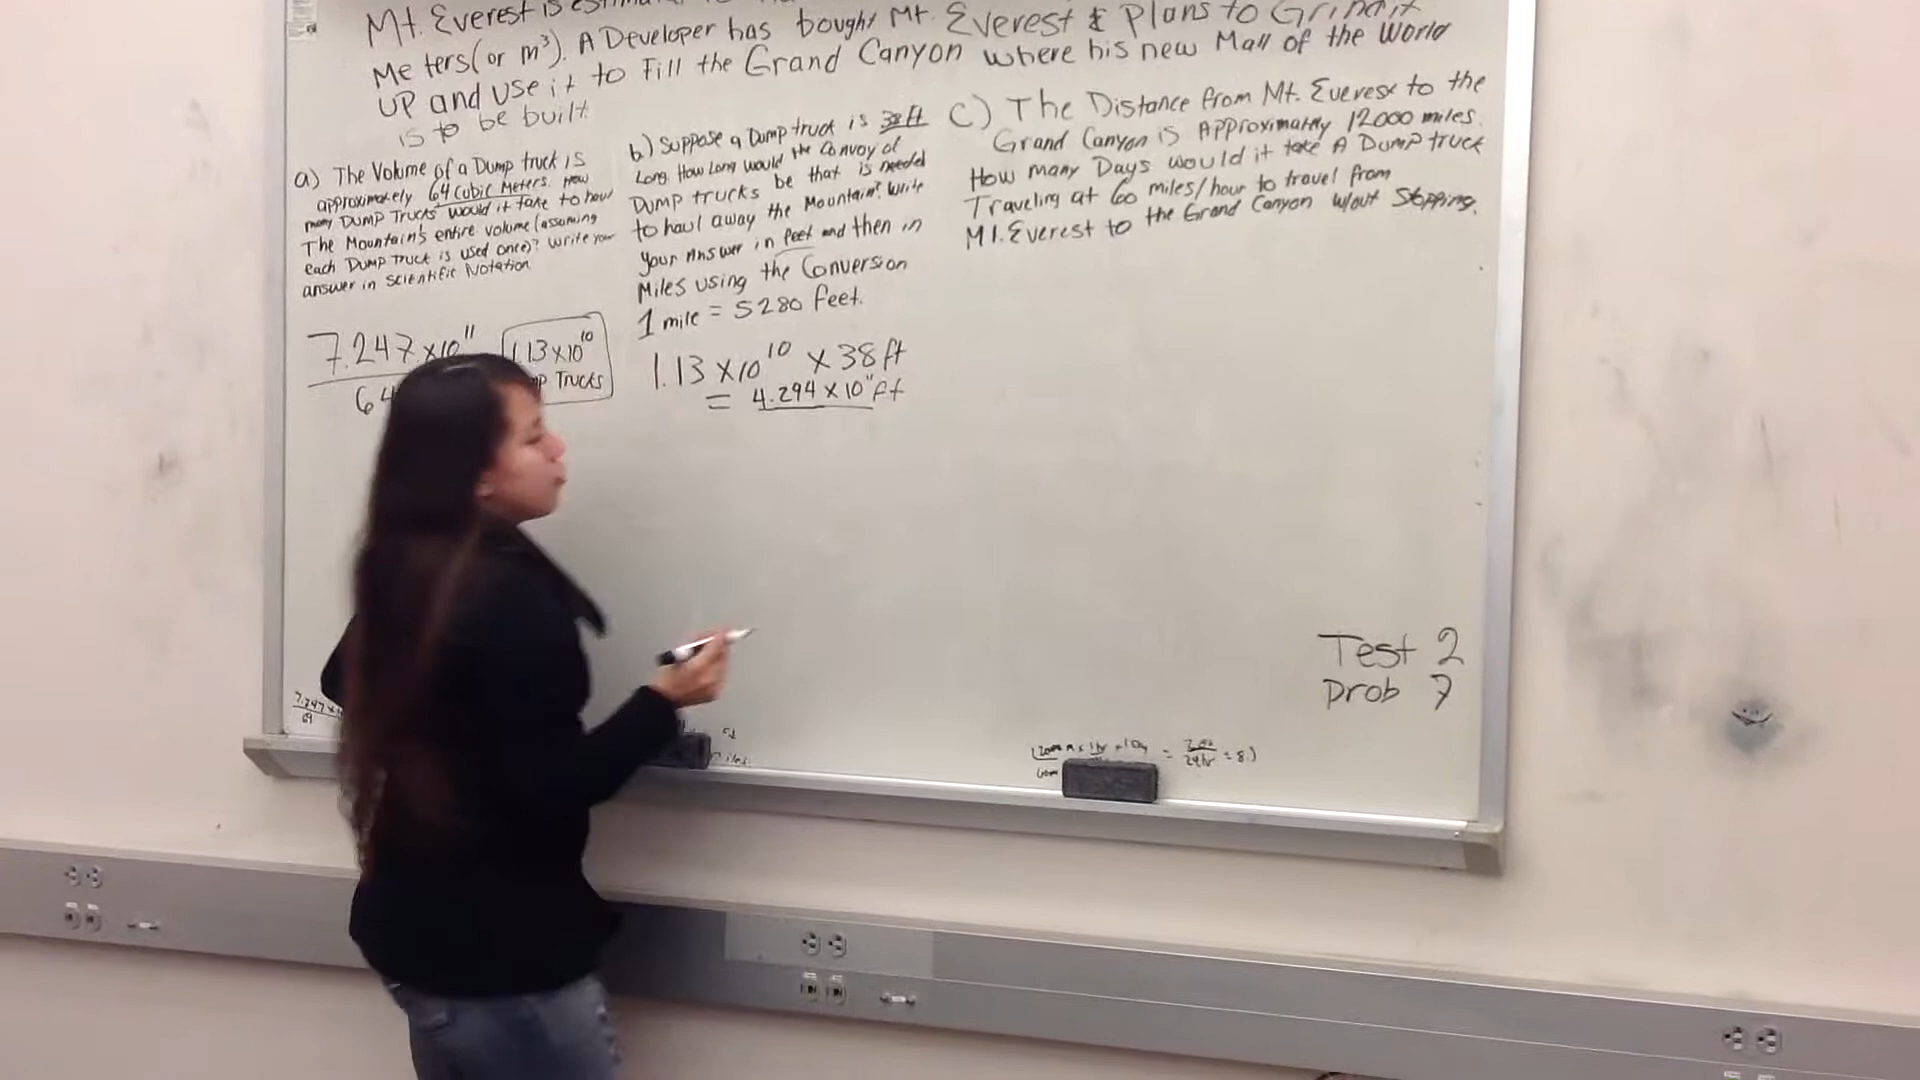 Mt. Everest is
Meters (or m³). A Developer has bought Mt. Everest & Plans to Grind it
UP and use it to Fill the Grand Canyon where his new Mall of the World
is to be built.
a) The Volume of a Dump truck is
approximately 64 cubic Meters. How
many Dump Trucks would it take to haul
The Mountain's entire volume (assuming
each Dump Truck is used once)? Write your
answer in scientific Notation
7.247 x 10¹¹
64
1.13 x 10¹⁰
Trucks
b.) Suppose a Dump truck is 38 ft
Long. How Long would the Convoy of
Dump trucks be that is needed
to haul away the Mountain? Write
your answer in feet and then in
Miles using the Conversion
1 mile = 5280 feet.
1.13 x 10¹⁰ x 38 ft
= 4.294 x 10¹¹ ft
C) The Distance from Mt. Everest to the
Grand Canyon is Approximately 12000 miles.
How many Days would it take A Dump truck
Traveling at 60 miles/hour to travel from
Mt. Everest to the Grand Canyon w/out Stopping.
Test 2
Prob 7